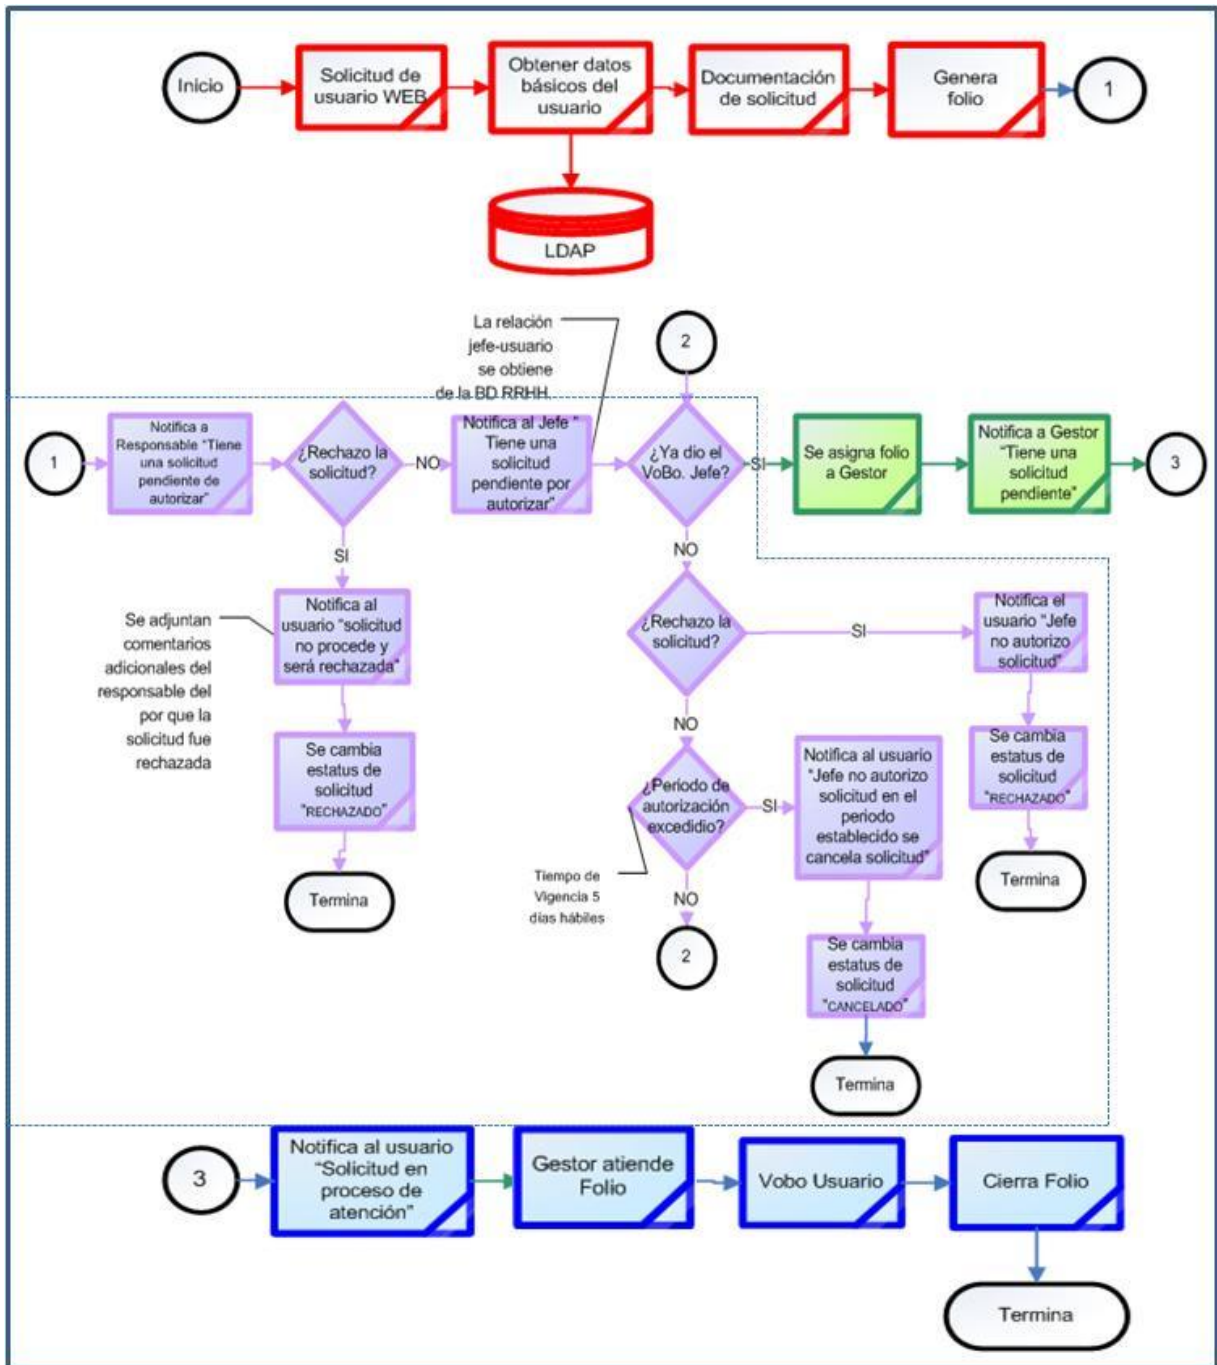 Inicio
Solicitud de
usuario WEB
Obtener datos
básicos del
usuario
Documentación
de solicitud
Genera
folio
1
LDAP
La relación
jefe-usuario
se obtiene
de la BD RRHH.
2
1
Notifica a
Responsable “Tiene
una solicitud
pendiente de
autorizar”
¿Rechazo la
solicitud?
NO
Notifica al Jefe “
Tiene una
solicitud
pendiente por
autorizar”
¿Ya dio el
VoBo. Jefe?
SI
Se asigna folio
a Gestor
Notifica a Gestor
“Tiene una
solicitud
pendiente”
3
SI
NO
Se adjuntan
comentarios
adicionales del
responsable del
por que la
solicitud fue
rechazada
Notifica al
usuario “solicitud
no procede y
será rechazada”
¿Rechazo la
solicitud?
SI
Notifica el
usuario “Jefe
no autorizo
solicitud”
NO
Se cambia
estatus de
solicitud
“RECHAZADO”
Se cambia
estatus de
solicitud
“RECHAZADO”
¿Periodo de
autorización
excedidio?
SI
Notifica al usuario
“Jefe no autorizo
solicitud en el
periodo
establecido se
cancela solicitud”
Termina
Termina
Tiempo de
Vigencia 5
días hábiles
NO
2
Se cambia
estatus de
solicitud
“CANCELADO”
Termina
3
Notifica al usuario
“Solicitud en
proceso de
atención”
Gestor atiende
Folio
Vobo Usuario
Cierra Folio
Termina